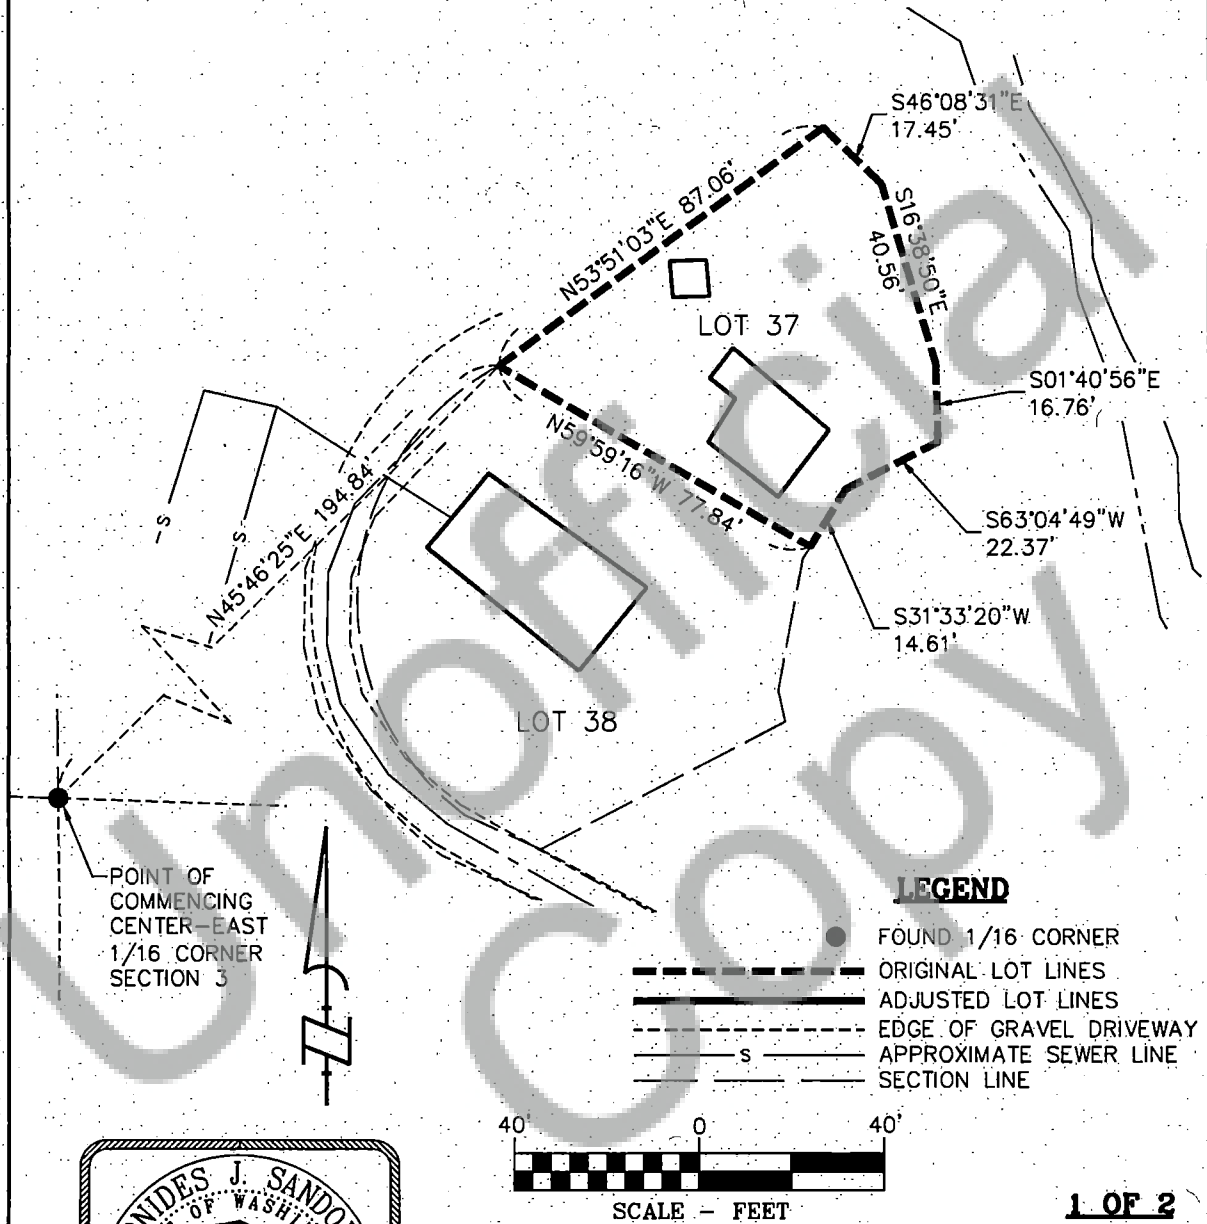 S46°08'31"E
17.45'
N53°51'03"E 87.06'
S16°38'50"E
40.56'
LOT 37
S01°40'56"E
16.76'
N59°59'16"W 77.84'
N45°46'25"E 194.84'
S
S
S63°04'49"W
22.37'
S31°33'20"W
14.61'
LOT 38
Unofficial
Copy
POINT OF
COMMENCING
CENTER-EAST
1/16 CORNER
SECTION 3
LEGEND
FOUND 1/16 CORNER
ORIGINAL LOT LINES
ADJUSTED LOT LINES
EDGE OF GRAVEL DRIVEWAY
S APPROXIMATE SEWER LINE
SECTION LINE
40' 0 40'
SCALE - FEET
1 OF 2